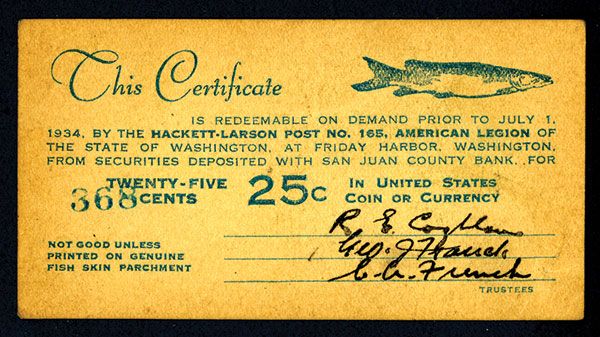 This Certificate
IS REDEEMABLE ON DEMAND PRIOR TO JULY 1,
1934, BY THE HACKETT-LARSON POST NO. 165, AMERICAN LEGION OF
THE STATE OF WASHINGTON, AT FRIDAY HARBOR, WASHINGTON,
FROM SECURITIES DEPOSITED WITH SAN JUAN COUNTY BANK, FOR
TWENTY-FIVE CENTS
368
25c
IN UNITED STATES
COIN OR CURRENCY
R. E.
French
NOT GOOD UNLESS
PRINTED ON GENUINE
FISH SKIN PARCHMENT
TRUSTEES